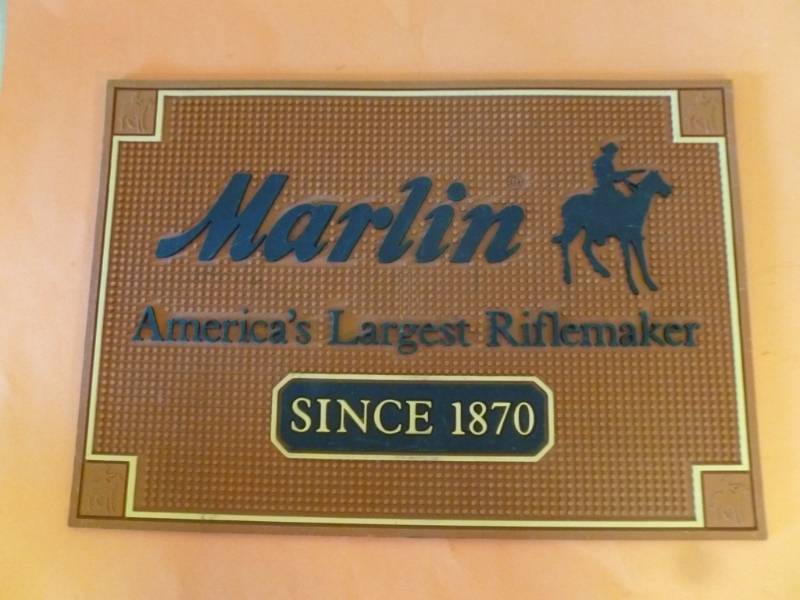 Marlin®
America's Largest Riflemaker
SINCE 1870